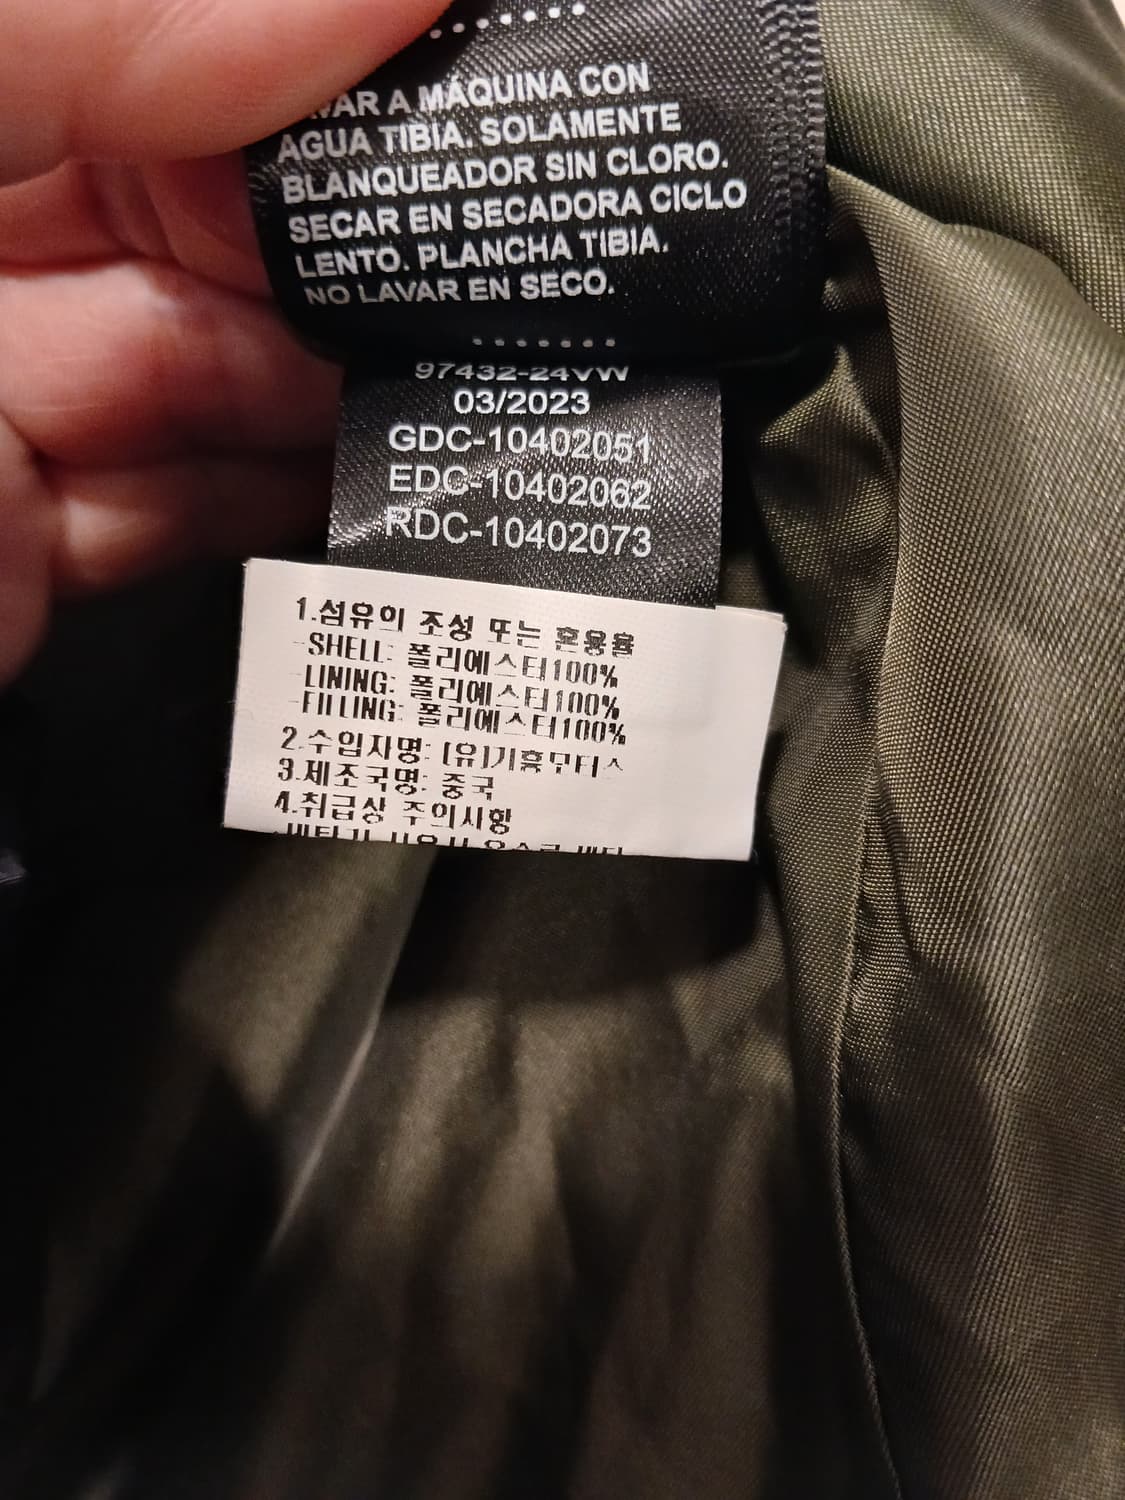 LAVAR A MÁQUINA CON
AGUA TIBIA. SOLAMENTE
BLANQUEADOR SIN CLORO.
SECAR EN SECADORA CICLO
LENTO. PLANCHA TIBIA.
NO LAVAR EN SECO.
97432-24VW
03/2023
GDC-10402051
EDC-10402062
RDC-10402073
1.섬유의 조성 또는 혼용율
-SHELL: 폴리에스터100%
-LINING: 폴리에스터100%
-FILLING: 폴리에스터100%
2.수입자명: (유)기흥모터스
3.제조국명: 중국
4.취급상 주의사항